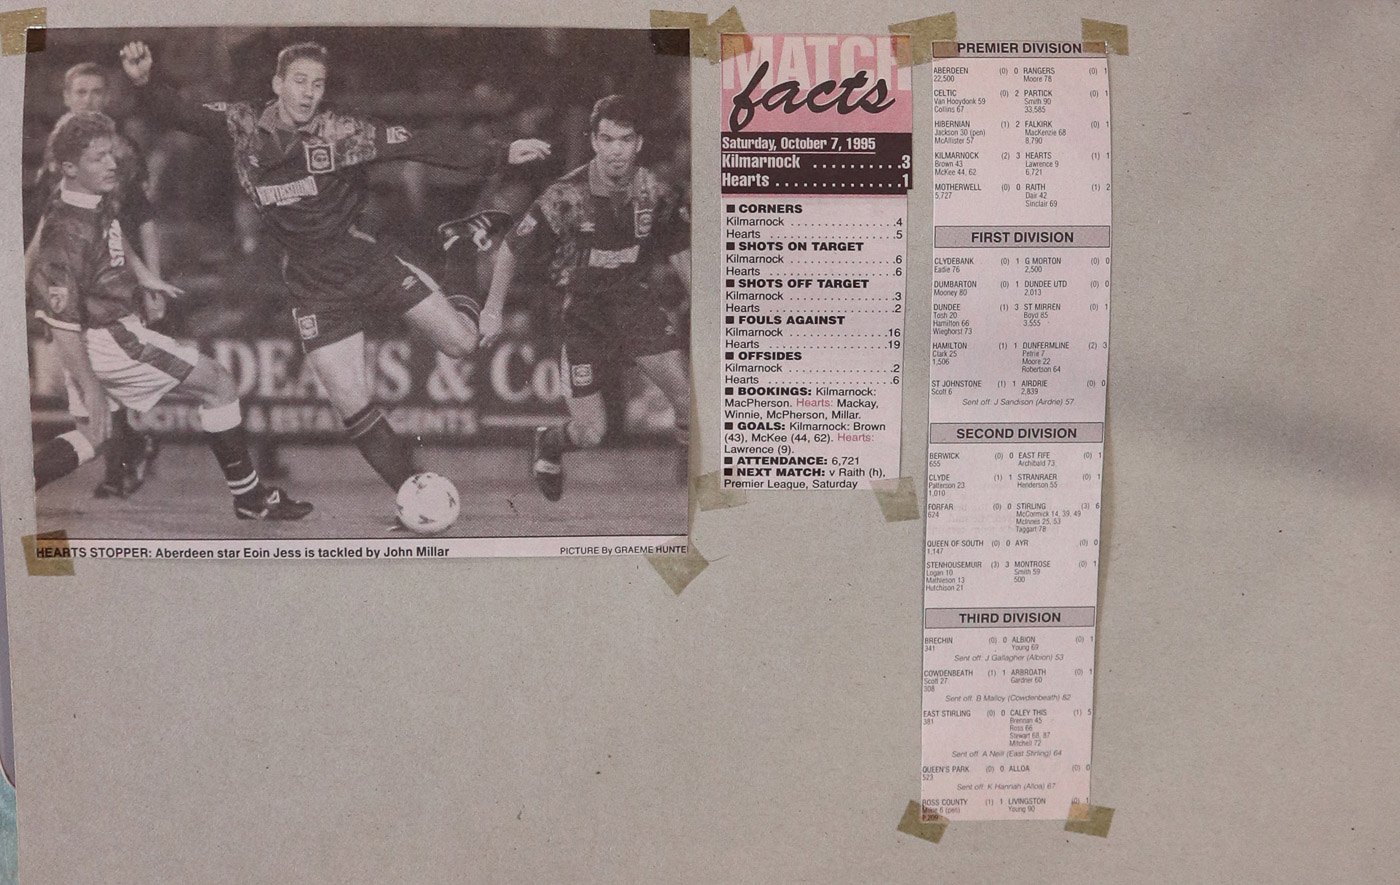 HEARTS STOPPER: Aberdeen star Eoin Jess is tackled by John Millar
PICTURE By GRAEME HUNTE
DEANS & Co
MATCH
facts
Saturday, October 7, 1995
Kilmarnock ..........3
Hearts ..............1
■ CORNERS
Kilmarnock ....................4
Hearts ....................5
■ SHOTS ON TARGET
Kilmarnock ....................6
Hearts ....................6
■ SHOTS OFF TARGET
Kilmarnock ....................3
Hearts ....................2
■ FOULS AGAINST
Kilmarnock ....................16
Hearts ....................19
■ OFFSIDES
Kilmarnock ....................2
Hearts ....................6
■ BOOKINGS: Kilmarnock:
MacPherson. Hearts: Mackay,
Winnie, McPherson, Millar.
■ GOALS: Kilmarnock: Brown
(43), McKee (44, 62). Hearts:
Lawrence (9).
■ ATTENDANCE: 6,721
■ NEXT MATCH: v Raith (h),
Premier League, Saturday
PREMIER DIVISION
ABERDEEN (0) 0 RANGERS (0) 1
22,500 Moore 78
CELTIC (0) 2 PARTICK (0) 1
Van Hooydonk 59 Smith 90
Collins 67 33,585
HIBERNIAN (1) 2 FALKIRK (0) 1
Jackson 30 (pen) MacKenzie 68
McAllister 57 8,790
KILMARNOCK (2) 3 HEARTS (1) 1
Brown 43 Lawrence 9
McKee 44, 62 6,721
MOTHERWELL (0) 0 RAITH (1) 2
5,727 Dair 42
Sinclair 69
FIRST DIVISION
CLYDEBANK (0) 1 G MORTON (0) 0
Eadie 76 2,500
DUMBARTON (0) 1 DUNDEE UTD (0) 0
Mooney 80 2,013
DUNDEE (1) 3 ST MIRREN (0) 1
Tosh 20 Boyd 85
Hamilton 66 3,555
Wieghorst 73
HAMILTON (1) 1 DUNFERMLINE (2) 3
Clark 25 Petrie 7
1,506 Moore 22
Robertson 64
ST JOHNSTONE (1) 1 AIRDRIE (0) 0
Scott 6 2,839
Sent off: J Sandison (Airdrie) 57
SECOND DIVISION
BERWICK (0) 0 EAST FIFE (0) 1
655 Archibald 73
CLYDE (1) 1 STRANRAER (0) 1
Patterson 23 Henderson 55
1,010
FORFAR (0) 0 STIRLING (3) 6
624 McCormick 14, 39, 49
McInnes 25, 53
Taggart 78
QUEEN OF SOUTH (0) 0 AYR (0) 0
1,147
STENHOUSEMUIR (3) 3 MONTROSE (0) 1
Logan 10 Smith 59
Mathieson 13 500
Hutchison 21
THIRD DIVISION
BRECHIN (0) 0 ALBION (0) 1
341 Young 69
Sent off: J Gallagher (Albion) 53
COWDENBEATH (1) 1 ARBROATH (0) 1
Scott 27 Gardner 60
308
Sent off: B Malloy (Cowdenbeath) 82
EAST STIRLING (0) 0 CALEY THIS (1) 5
381 Brennan 45
Ross 66
Stewart 68, 87
Mitchell 72
Sent off: A Neill (East Stirling) 64
QUEEN'S PARK (0) 0 ALLOA (0) 0
523
Sent off: K Hannah (Alloa) 67
ROSS COUNTY (1) 1 LIVINGSTON (0) 1
6 (pen) Young 90